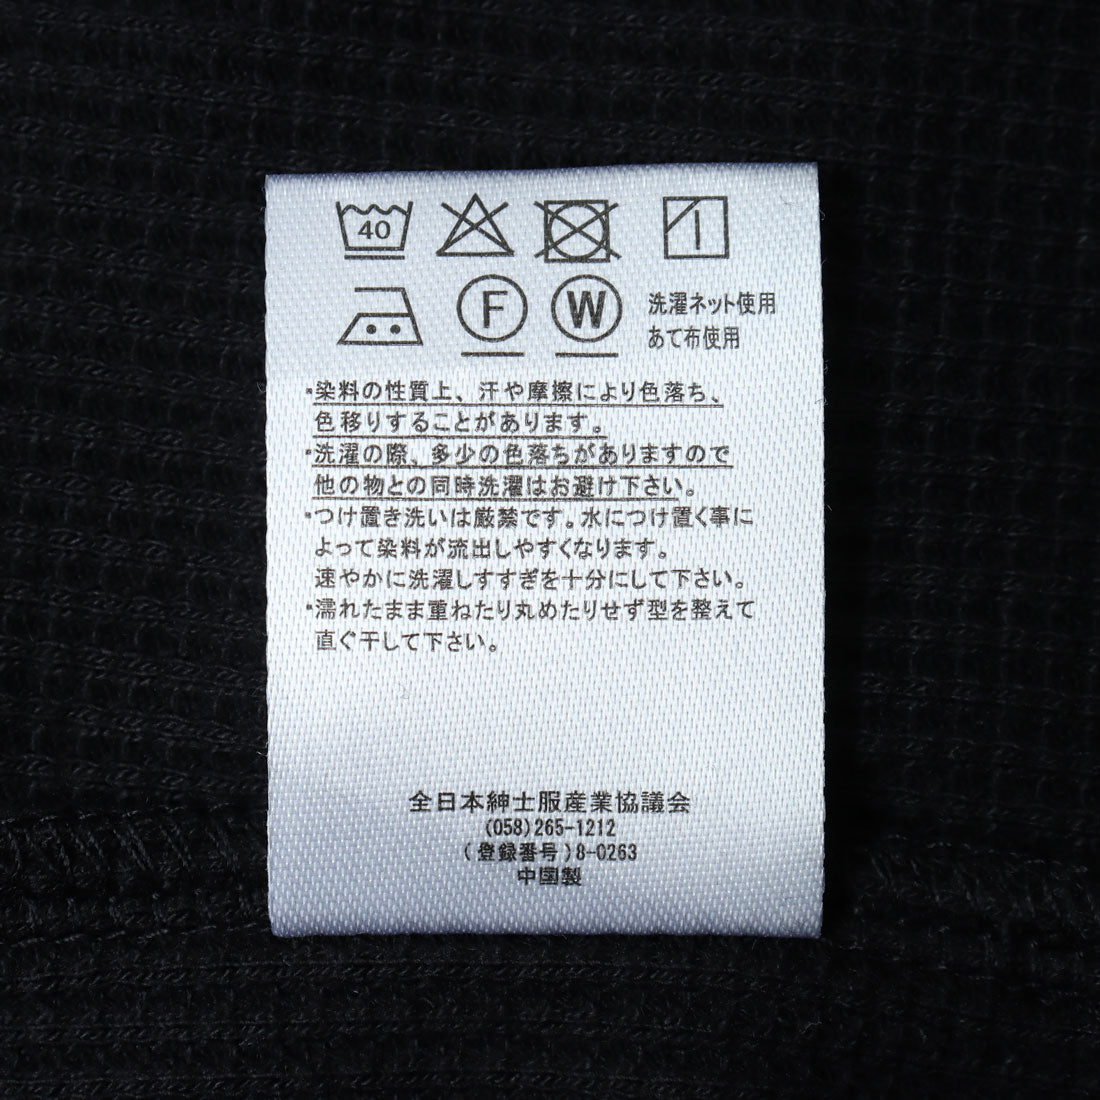 40
F W 洗濯ネット使用
あて布使用
・染料の性質上、汗や摩擦により色落ち、
色移りすることがあります。
・洗濯の際、多少の色落ちがありますので
他の物との同時洗濯はお避け下さい。
・つけ置き洗いは厳禁です。水につけ置く事に
よって染料が流出しやすくなります。
速やかに洗濯しすすぎを十分にして下さい。
・濡れたまま重ねたり丸めたりせず型を整えて
直ぐ干して下さい。
全日本紳士服産業協議会
(058)265-1212
(登録番号)8-0263
中国製